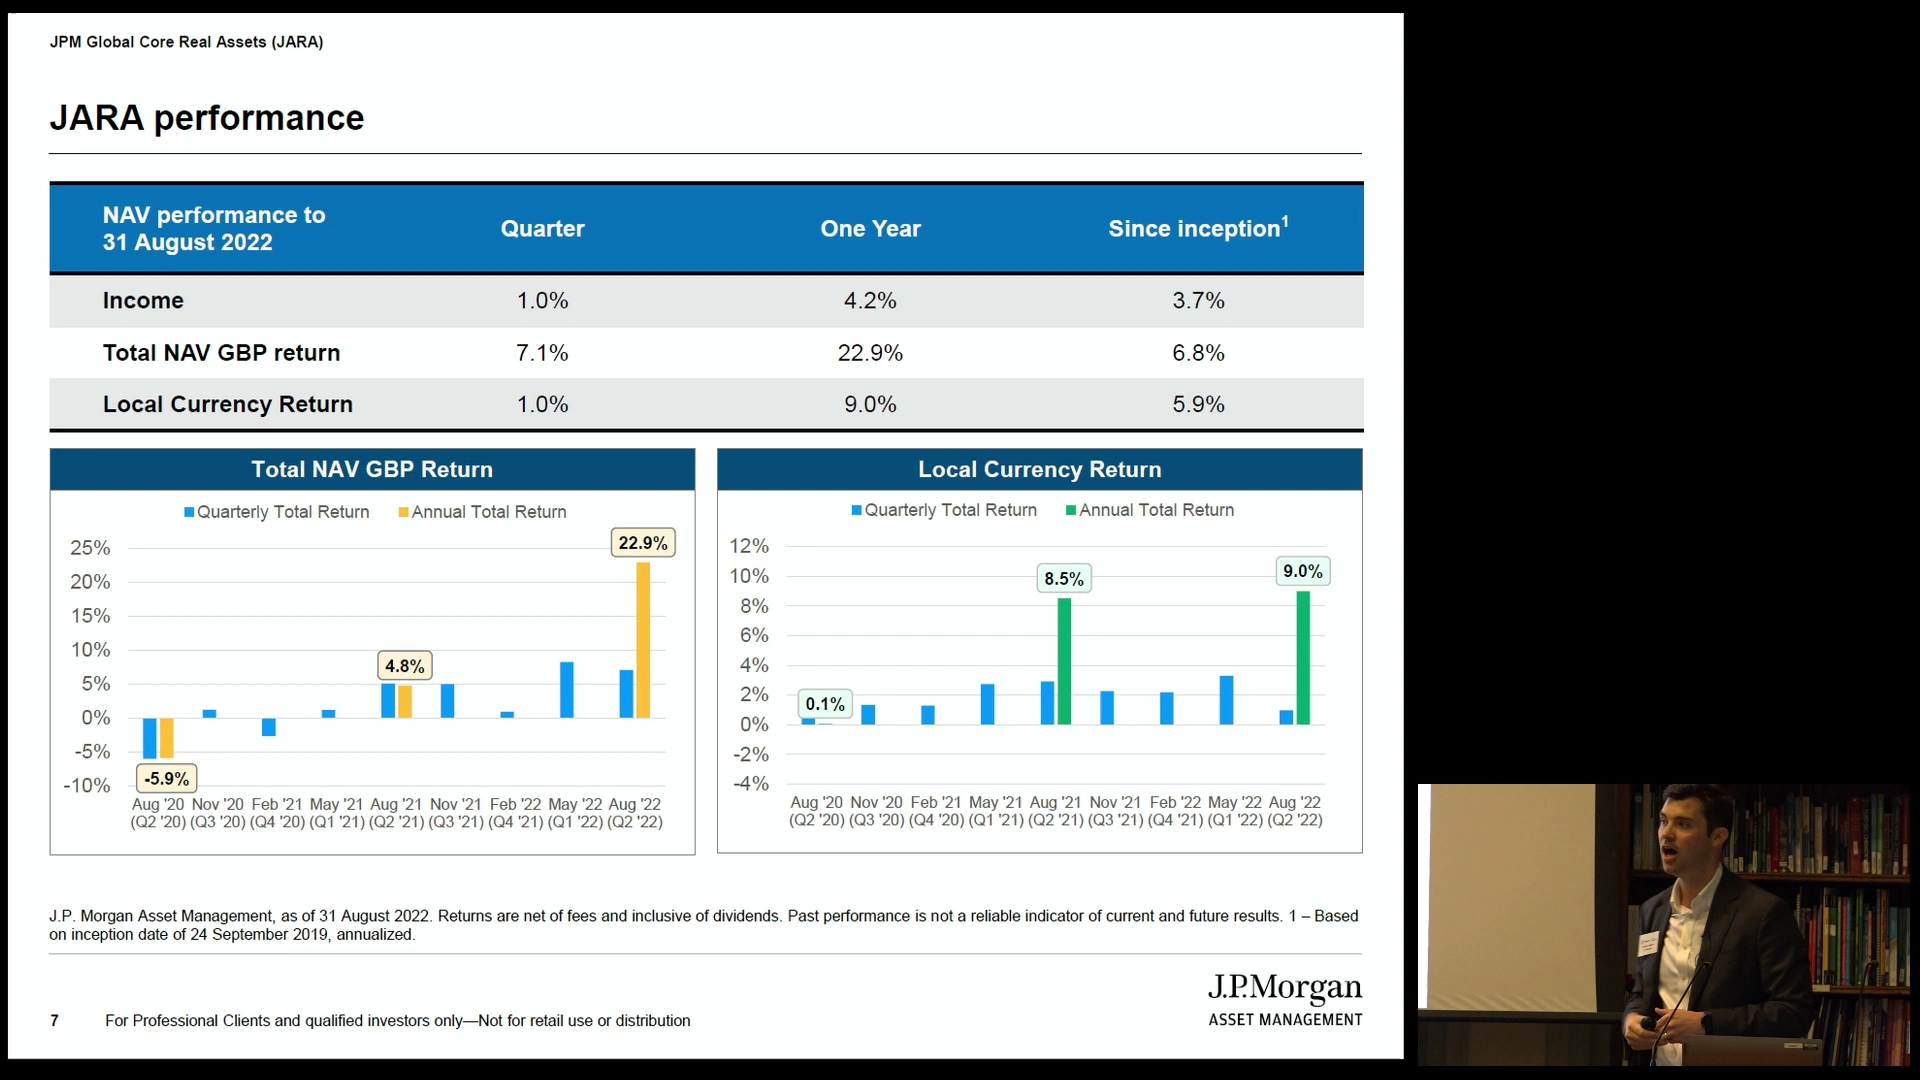 JPM Global Core Real Assets (JARA)
JARA performance
NAV performance to
31 August 2022
Quarter One Year Since inception1
Income 1.0% 4.2% 3.7%
Total NAV GBP return 7.1% 22.9% 6.8%
Local Currency Return 1.0% 9.0% 5.9%
Total NAV GBP Return
Quarterly Total Return Annual Total Return
25%
20%
15%
10%
5%
0%
-5%
-10%
22.9%
4.8%
-5.9%
Aug '20 Nov '20 Feb '21 May '21 Aug '21 Nov '21 Feb '22 May '22 Aug '22
(Q2 '20) (Q3 '20) (Q4 '20) (Q1 '21) (Q2 '21) (Q3 '21) (Q4 '21) (Q1 '22) (Q2 '22)
Local Currency Return
Quarterly Total Return Annual Total Return
12%
10%
8%
6%
4%
2%
0%
-2%
-4%
0.1%
8.5%
9.0%
Aug '20 Nov '20 Feb '21 May '21 Aug '21 Nov '21 Feb '22 May '22 Aug '22
(Q2 '20) (Q3 '20) (Q4 '20) (Q1 '21) (Q2 '21) (Q3 '21) (Q4 '21) (Q1 '22) (Q2 '22)
J.P. Morgan Asset Management, as of 31 August 2022. Returns are net of fees and inclusive of dividends. Past performance is not a reliable indicator of current and future results. 1 – Based
on inception date of 24 September 2019, annualized.
J.P.Morgan
ASSET MANAGEMENT
7 For Professional Clients and qualified investors only—Not for retail use or distribution